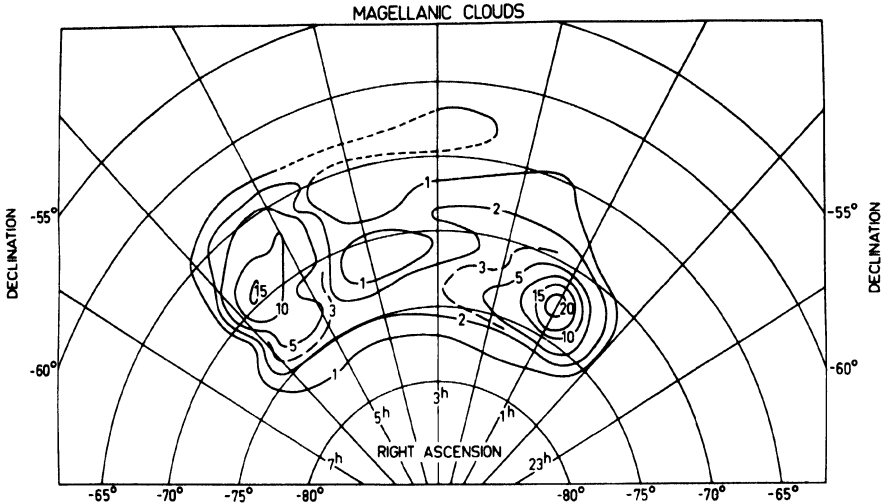 MAGELLANIC CLOUDS
1
2
-55° -55°
DECLINATION DECLINATION
3
5
1
15 15
10 3 20
2 10
5
-60° 1 -60°
3h
5h 1h
RIGHT ASCENSION
7h 23h
-65° -70° -75° -80° -80° -75° -70° -65°